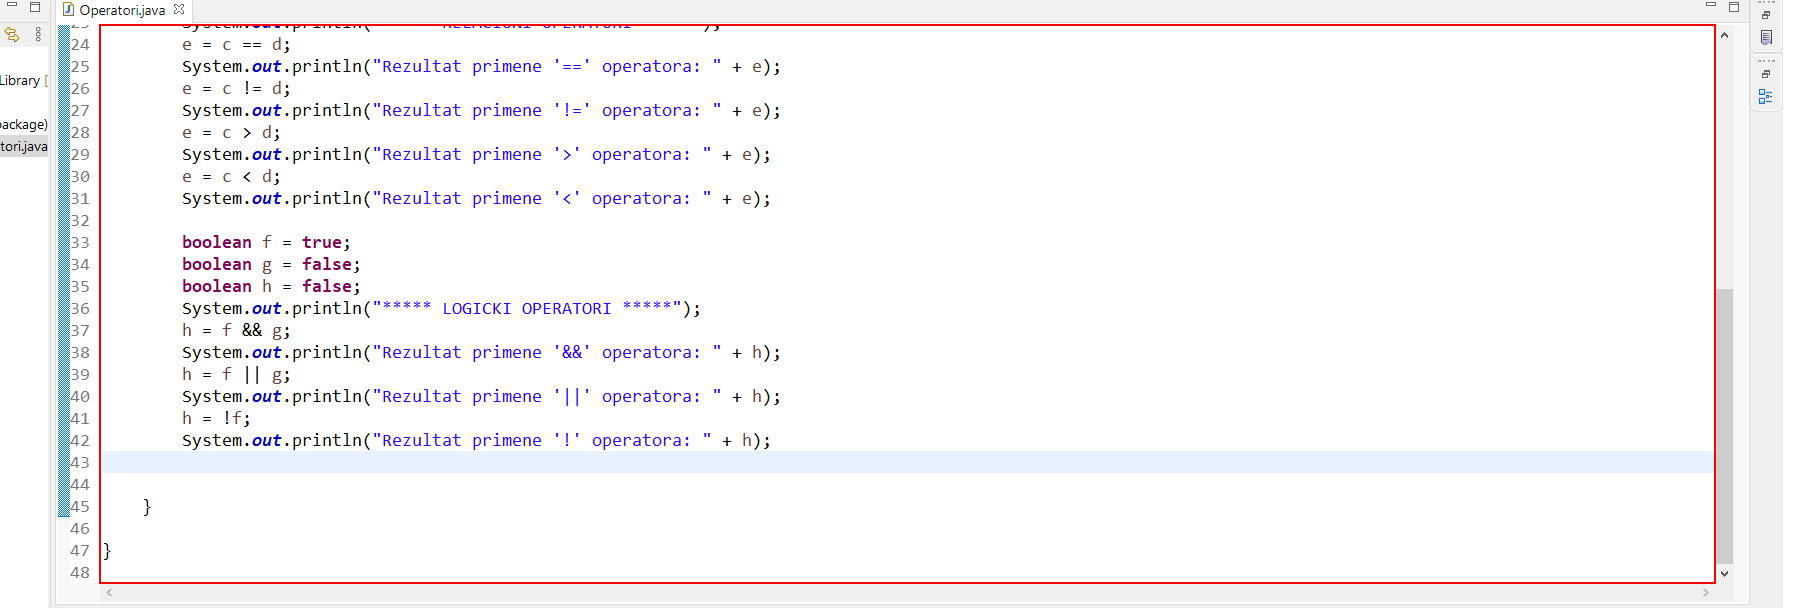 Operatori.java
Library [
package)
tori.java
24 e = c == d;
25 System.out.println("Rezultat primene '==' operatora: " + e);
26 e = c != d;
27 System.out.println("Rezultat primene '!=' operatora: " + e);
28 e = c > d;
29 System.out.println("Rezultat primene '>' operatora: " + e);
30 e = c < d;
31 System.out.println("Rezultat primene '<' operatora: " + e);
32
33 boolean f = true;
34 boolean g = false;
35 boolean h = false;
36 System.out.println("***** LOGICKI OPERATORI *****");
37 h = f && g;
38 System.out.println("Rezultat primene '&&' operatora: " + h);
39 h = f || g;
40 System.out.println("Rezultat primene '||' operatora: " + h);
41 h = !f;
42 System.out.println("Rezultat primene '!' operatora: " + h);
43
44
45 }
46
47 }
48